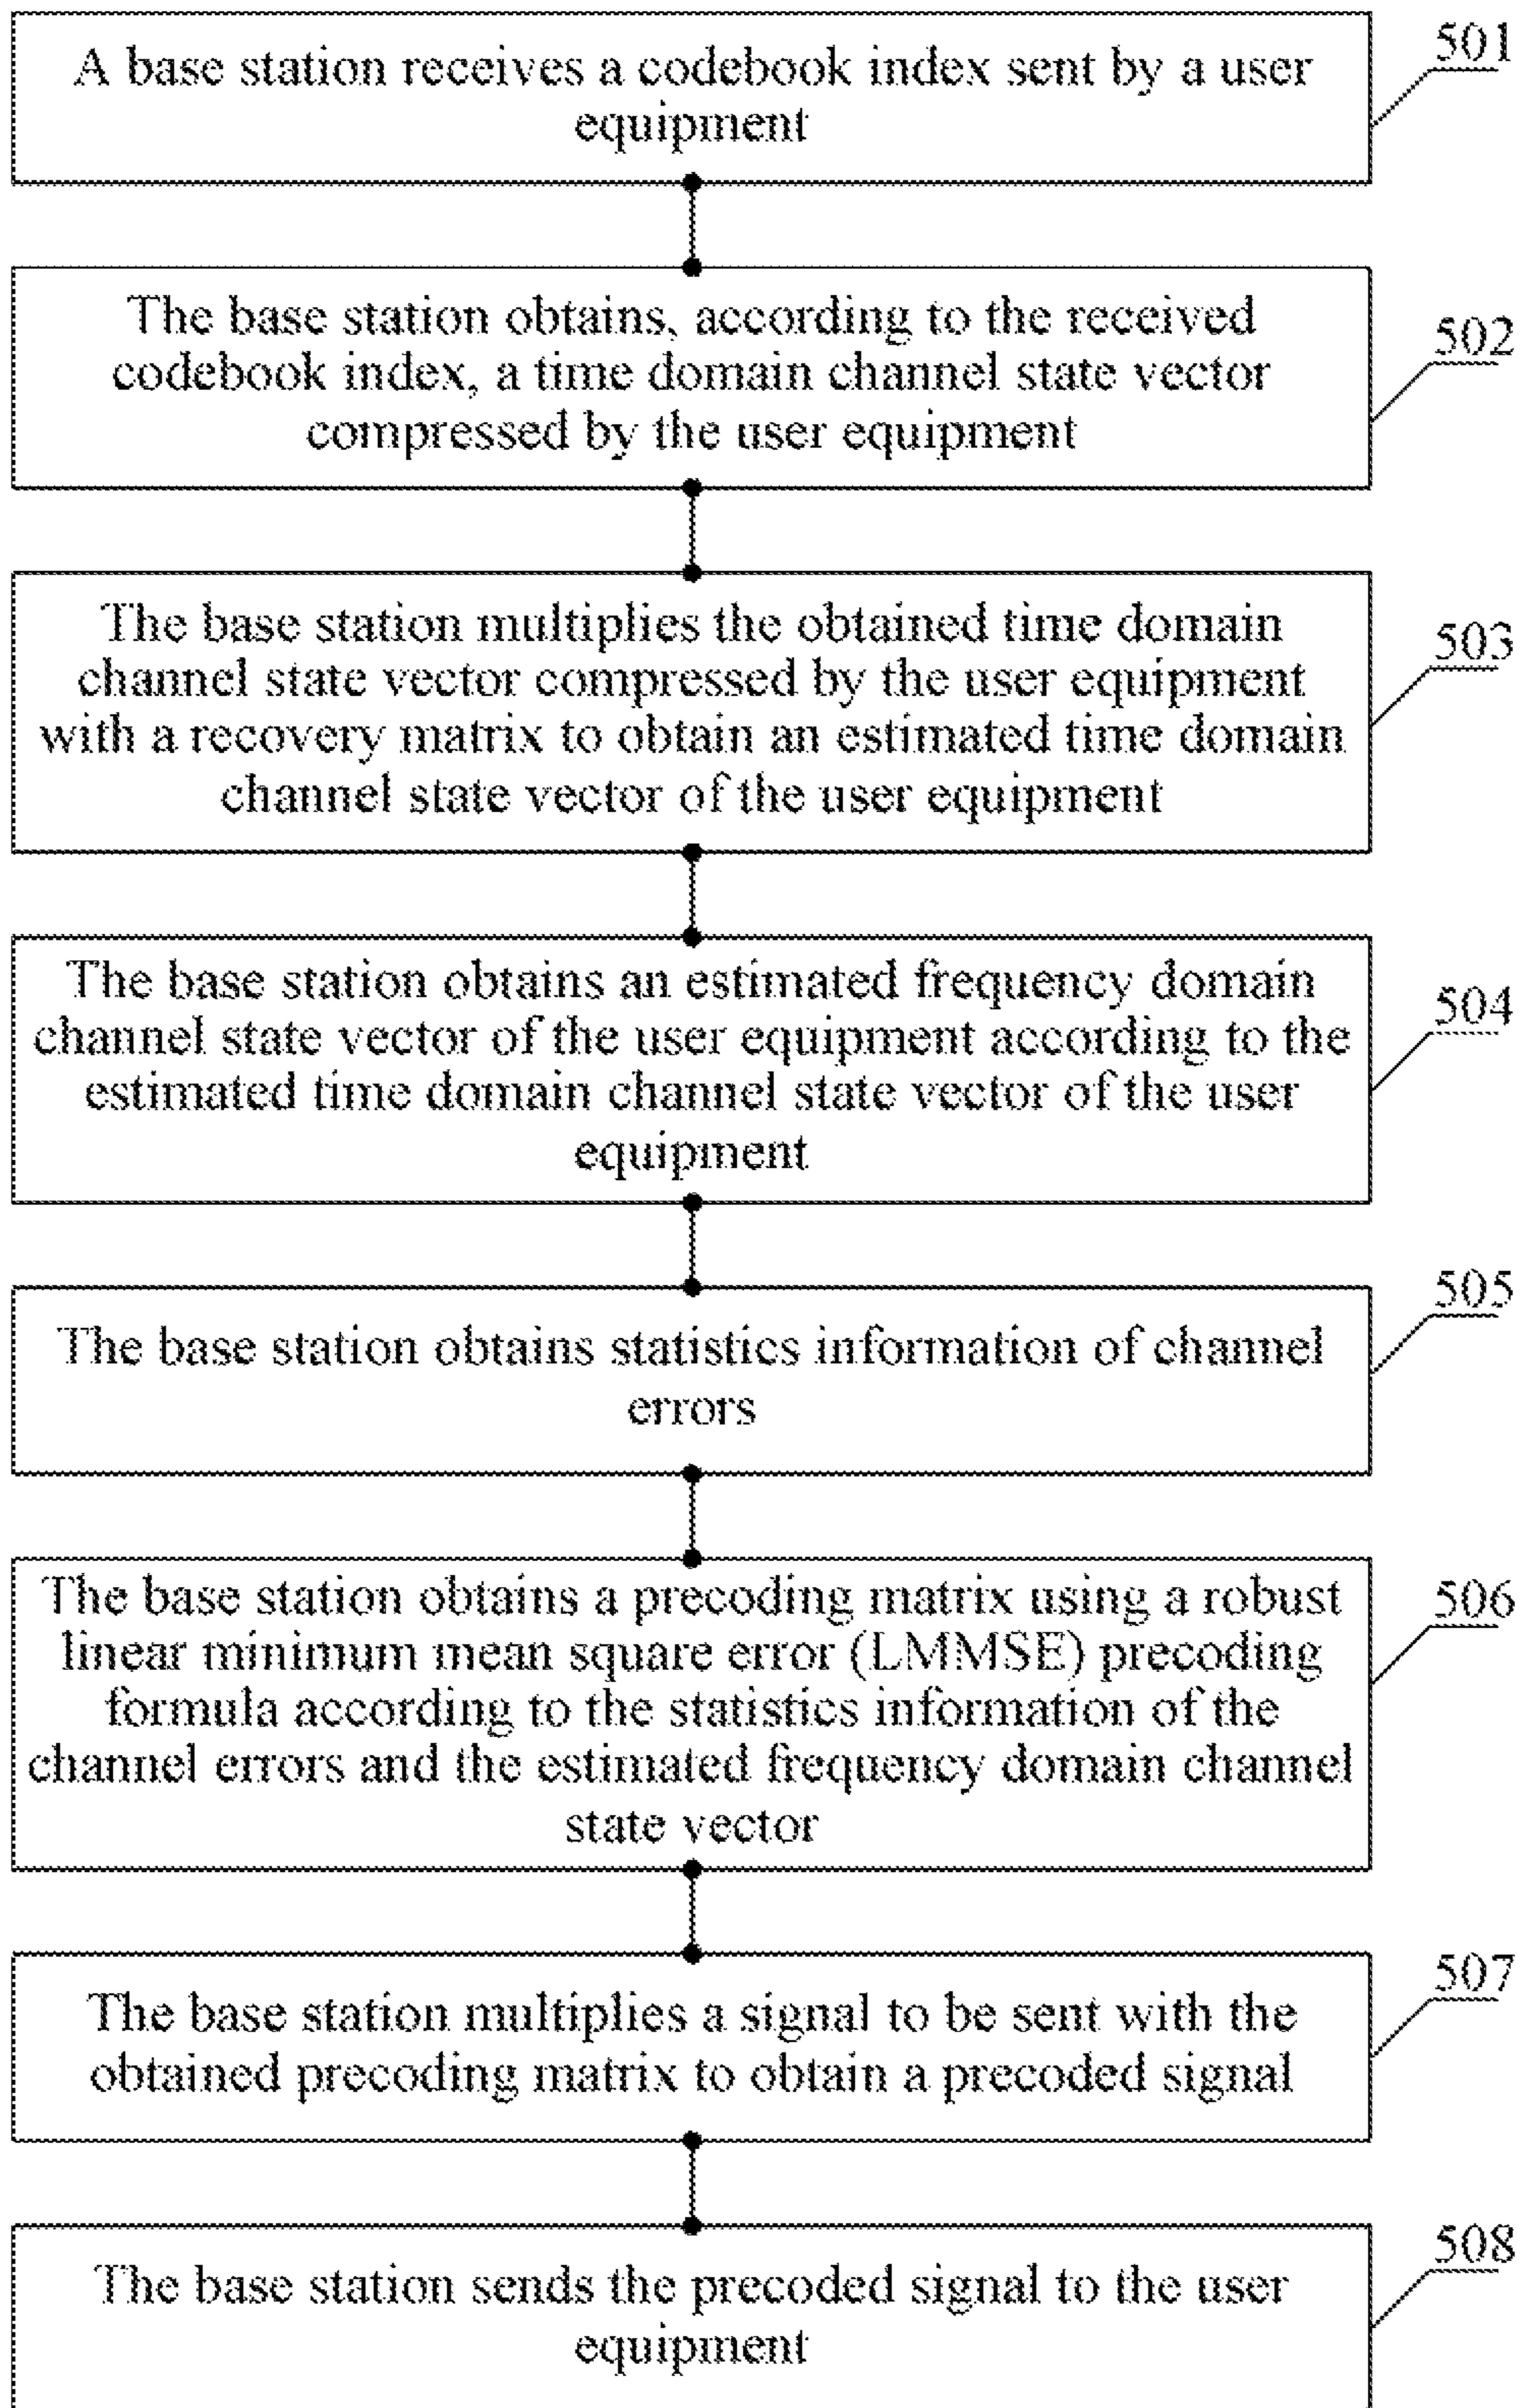 A base station receives a codebook index sent by a user
equipment
501
The base station obtains, according to the received
codebook index, a time domain channel state vector
compressed by the user equipment
502
The base station multiplies the obtained time domain
channel state vector compressed by the user equipment
with a recovery matrix to obtain an estimated time domain
channel state vector of the user equipment
503
The base station obtains an estimated frequency domain
channel state vector of the user equipment according to the
estimated time domain channel state vector of the user
equipment
504
The base station obtains statistics information of channel
errors
505
The base station obtains a precoding matrix using a robust
linear minimum mean square error (LMMSE) precoding
formula according to the statistics information of the
channel errors and the estimated frequency domain channel
state vector
506
The base station multiplies a signal to be sent with the
obtained precoding matrix to obtain a precoded signal
507
The base station sends the precoded signal to the user
equipment
508